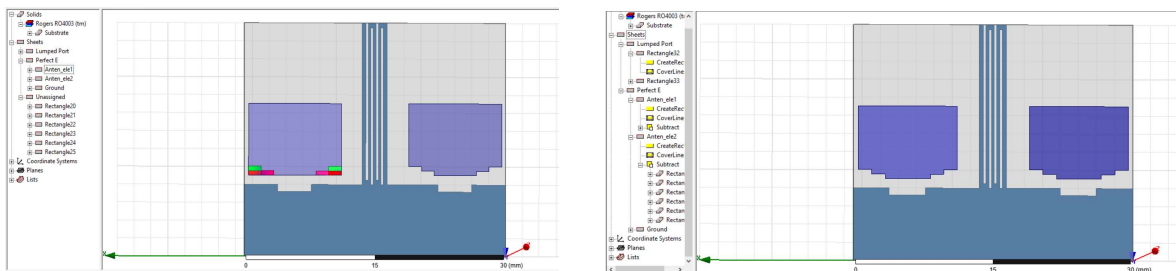 Solids
Rogers RO4003 (tm)
Substrate
Sheets
Lumped Port
Perfect E
Anten_ele1
Anten_ele2
Ground
Unassigned
Rectangle20
Rectangle21
Rectangle22
Rectangle23
Rectangle24
Rectangle25
Coordinate Systems
Planes
Lists
0 15 30 (mm)
Rogers RO4003 (tm
Substrate
Sheets
Lumped Port
Rectangle32
CreateRec
CoverLine
Rectangle33
Perfect E
Anten_ele1
CreateRec
CoverLine
Subtract
Anten_ele2
CreateRec
CoverLine
Subtract
Rectan
Rectan
Rectan
Rectan
Rectan
Ground
Coordinate Systems
Planes
Lists
0 15 30 (mm)